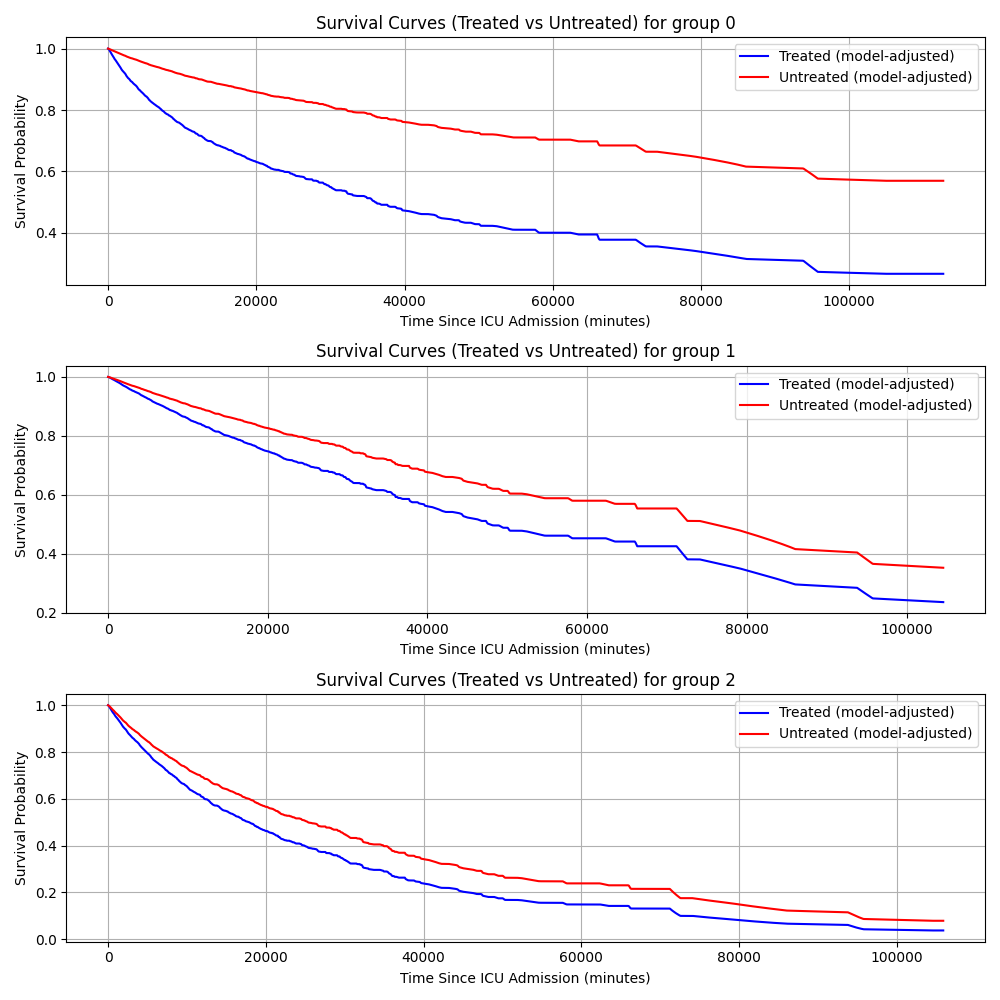 Survival Curves (Treated vs Untreated) for group 0
Treated (model-adjusted)
Untreated (model-adjusted)
Survival Probability
1.0
0.8
0.6
0.4
0 20000 40000 60000 80000 100000
Time Since ICU Admission (minutes)
Survival Curves (Treated vs Untreated) for group 1
Treated (model-adjusted)
Untreated (model-adjusted)
Survival Probability
1.0
0.8
0.6
0.4
0.2
0 20000 40000 60000 80000 100000
Time Since ICU Admission (minutes)
Survival Curves (Treated vs Untreated) for group 2
Treated (model-adjusted)
Untreated (model-adjusted)
Survival Probability
1.0
0.8
0.6
0.4
0.2
0.0
0 20000 40000 60000 80000 100000
Time Since ICU Admission (minutes)